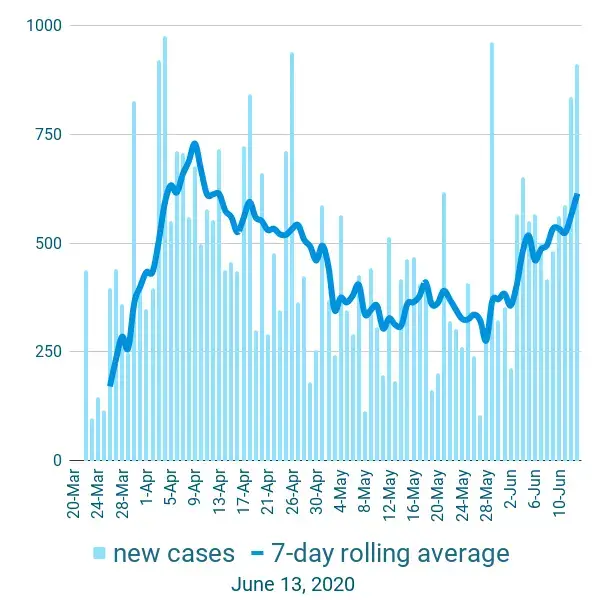 1000
750
500
250
0
20-Mar
24-Mar
28-Mar
1-Apr
5-Apr
9-Apr
13-Apr
17-Apr
21-Apr
26-Apr
30-Apr
4-May
8-May
12-May
16-May
20-May
24-May
28-May
2-Jun
6-Jun
10-Jun
new cases 7-day rolling average
June 13, 2020